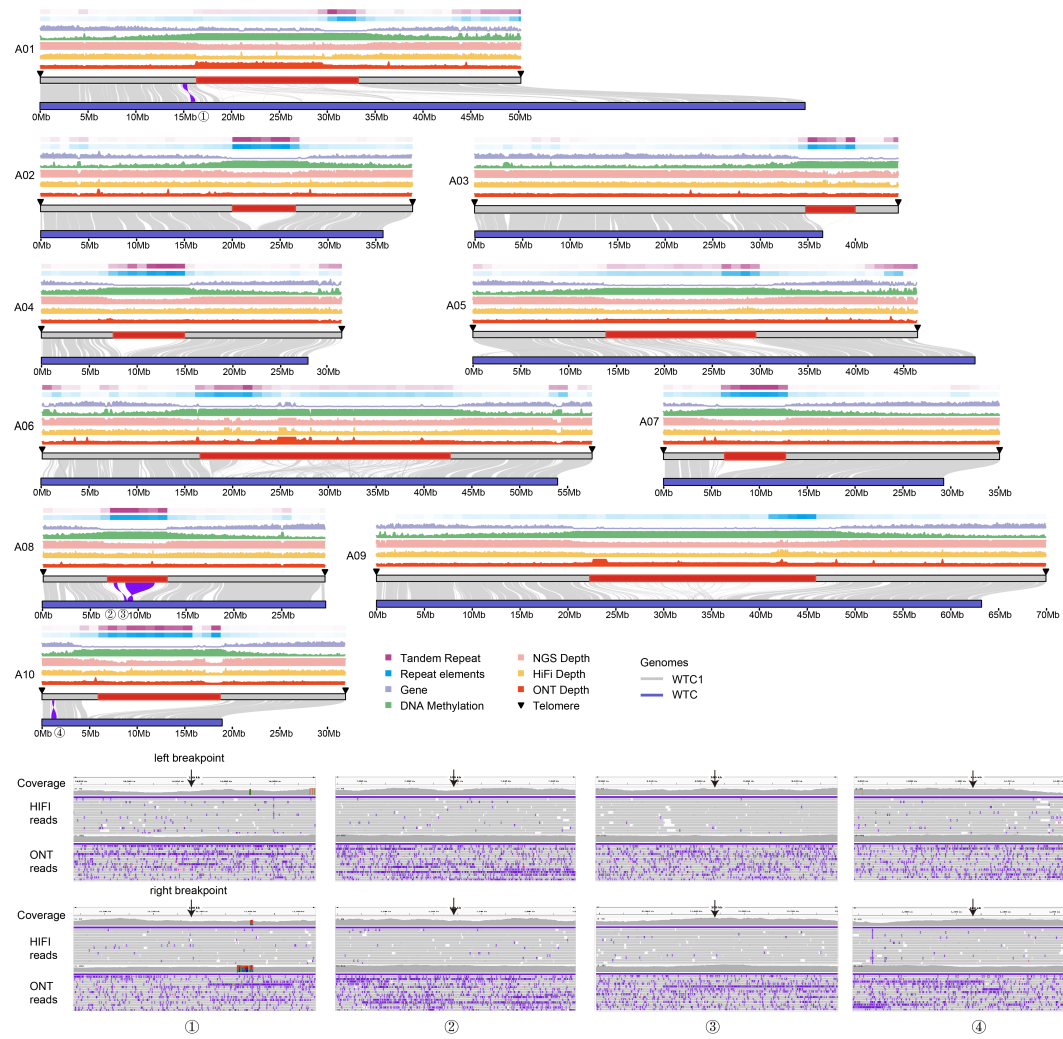 A01
0Mb 5Mb 10Mb 15Mb ① 20Mb 25Mb 30Mb 35Mb 40Mb 45Mb 50Mb
A02
0Mb 5Mb 10Mb 15Mb 20Mb 25Mb 30Mb 35Mb
A03
0Mb 5Mb 10Mb 15Mb 20Mb 25Mb 30Mb 40Mb
A04
0Mb 5Mb 10Mb 15Mb 20Mb 25Mb 30Mb
A05
0Mb 5Mb 10Mb 15Mb 20Mb 25Mb 30Mb 35Mb 40Mb 45Mb
A06
0Mb 5Mb 10Mb 15Mb 20Mb 25Mb 30Mb 35Mb 40Mb 45Mb 50Mb 55Mb
A07
0Mb 5Mb 10Mb 15Mb 20Mb 25Mb 30Mb 35Mb
A08
0Mb 5Mb ② ③ 10Mb 15Mb 20Mb 25Mb
A09
0Mb 5Mb 10Mb 15Mb 20Mb 25Mb 30Mb 35Mb 40Mb 45Mb 50Mb 55Mb 60Mb 70Mb
A10
0Mb ④ 5Mb 10Mb 15Mb 20Mb 25Mb 30Mb
Tandem Repeat
Repeat elements
Gene
DNA Methylation
NGS Depth
HiFi Depth
ONT Depth
Telomere
Genomes
WTC1
WTC
left breakpoint
Coverage
HIFI
reads
ONT
reads
right breakpoint
Coverage
HIFI
reads
ONT
reads
① ② ③ ④